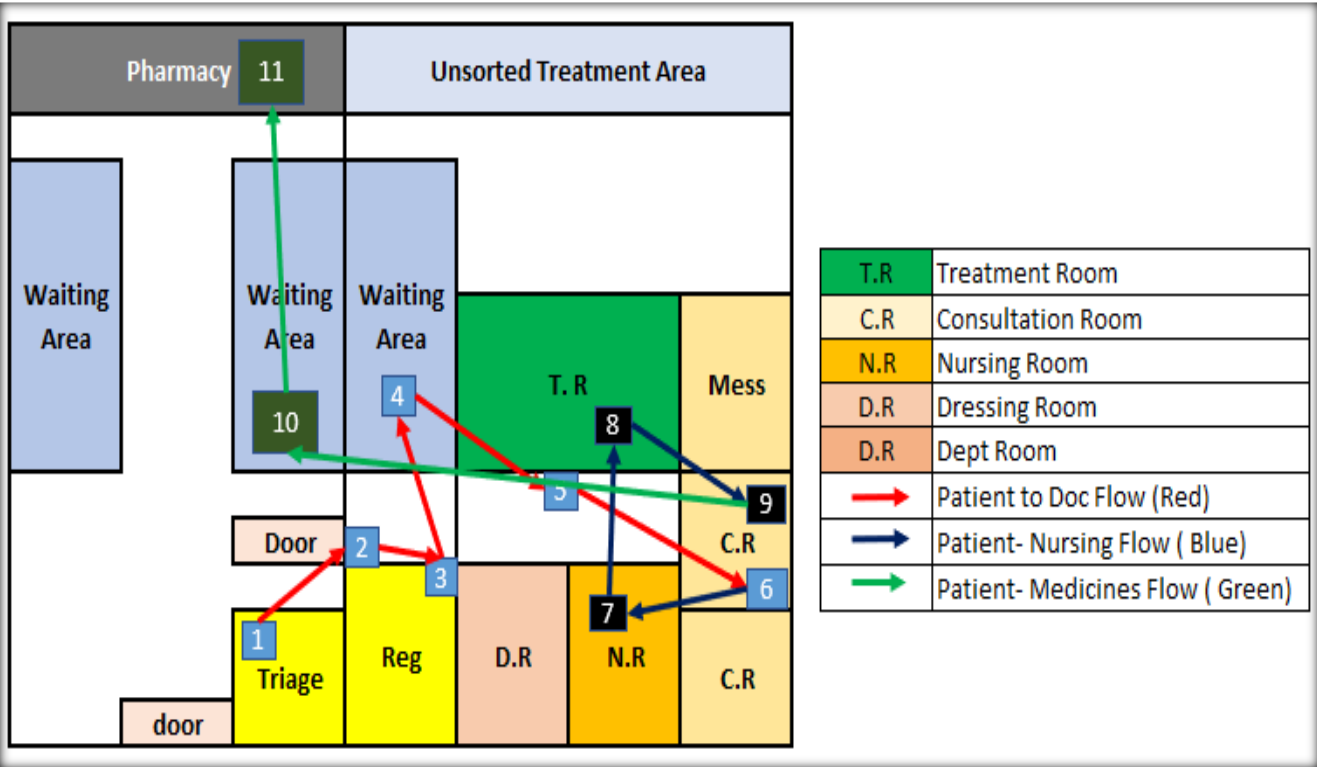 Pharmacy 11
Unsorted Treatment Area
Waiting
Area
Waiting
Area
Waiting
Area
10
4
T. R
8
Mess
5
9
C.R
Door
2
3
6
7
1
Triage
Reg
D.R
N.R
C.R
door
T.R Treatment Room
C.R Consultation Room
N.R Nursing Room
D.R Dressing Room
D.R Dept Room
Patient to Doc Flow (Red)
Patient- Nursing Flow ( Blue)
Patient- Medicines Flow ( Green)